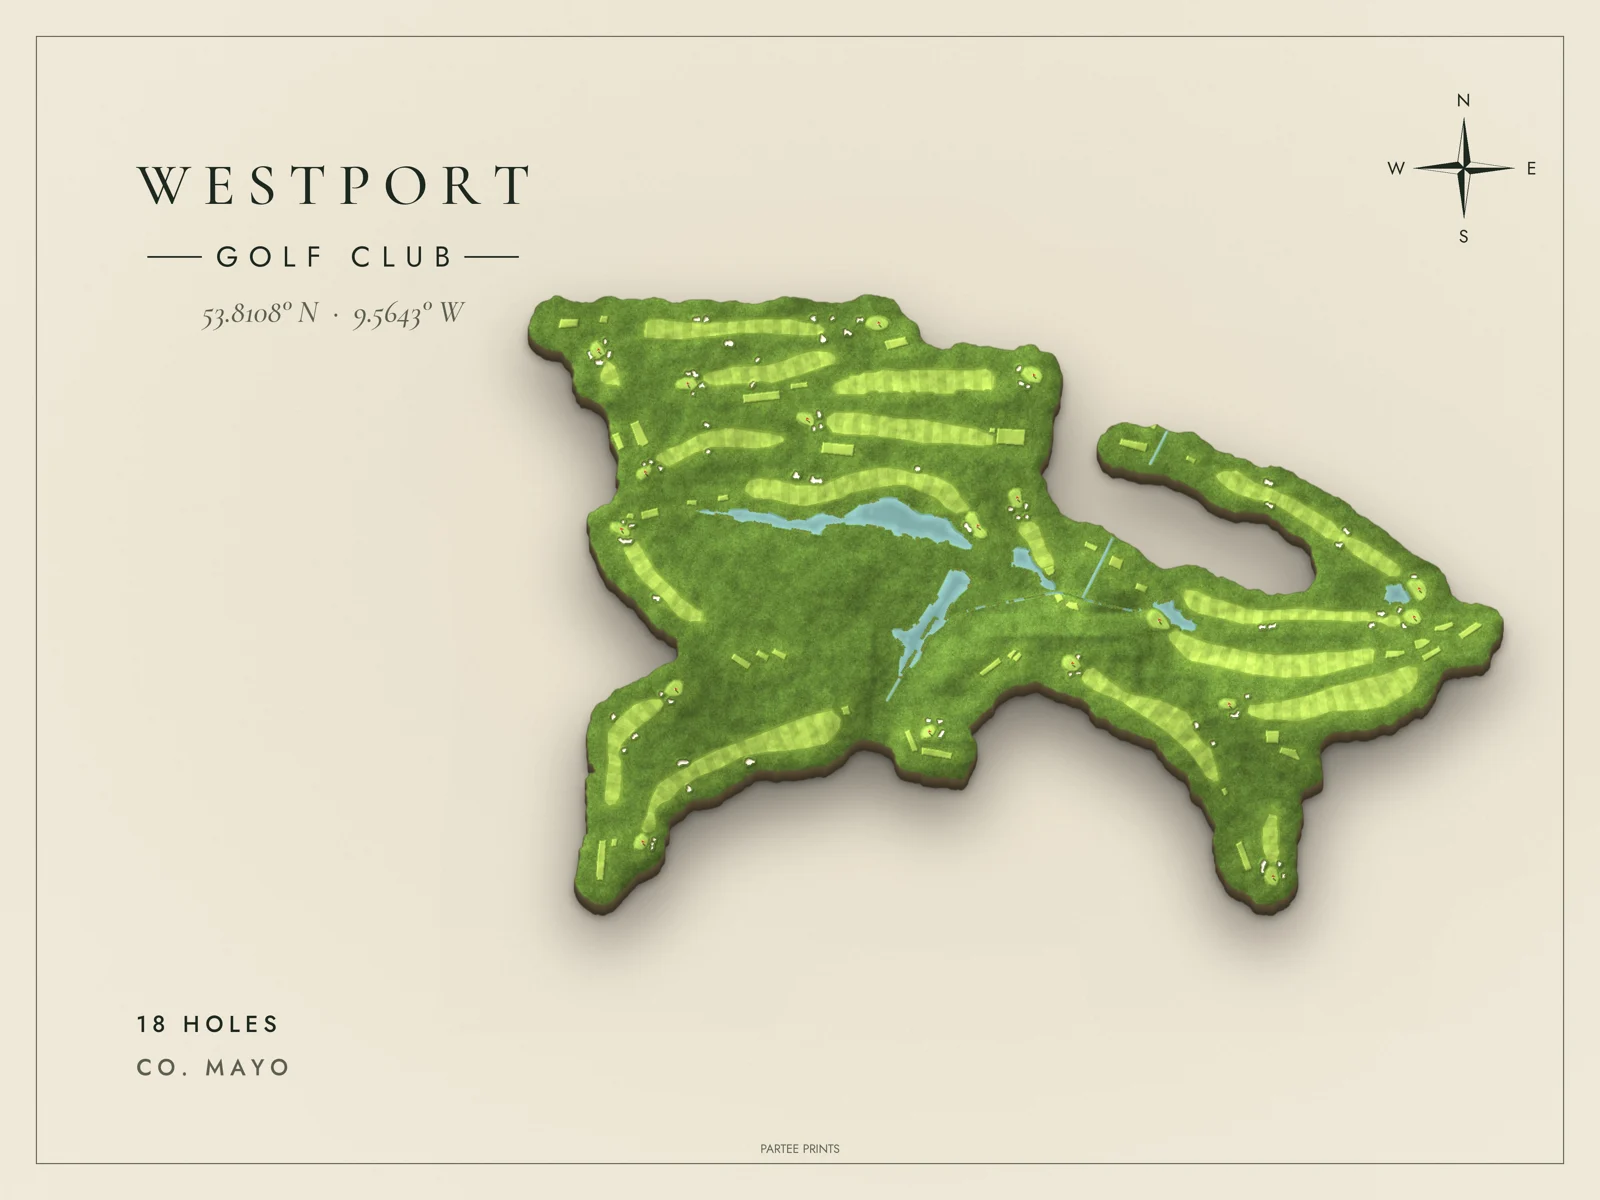 WESTPORT
GOLF CLUB
53.8108° N · 9.5643° W
N
W E
S
18 HOLES
CO. MAYO
PARTEE PRINTS